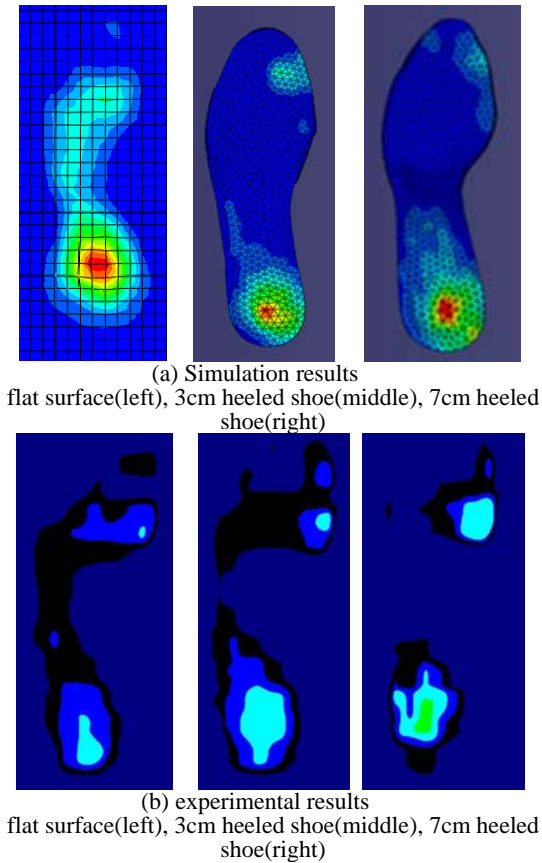 (a) Simulation results
flat surface(left), 3cm heeled shoe(middle), 7cm heeled
shoe(right)
(b) experimental results
flat surface(left), 3cm heeled shoe(middle), 7cm heeled
shoe(right)